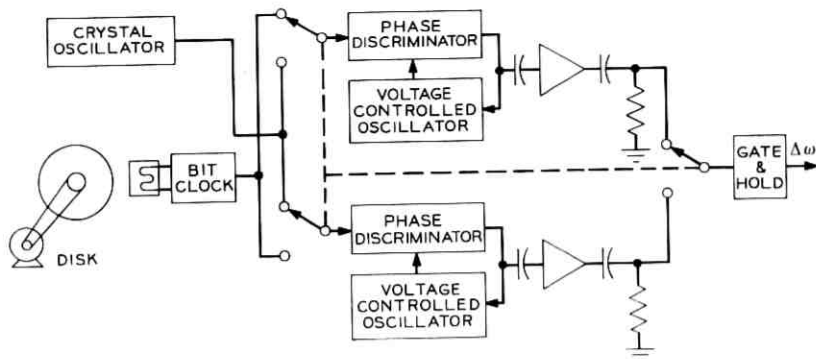 CRYSTAL
OSCILLATOR
PHASE
DISCRIMINATOR
VOLTAGE
CONTROLLED
OSCILLATOR
BIT
CLOCK
DISK
GATE
&
HOLD
Δω
PHASE
DISCRIMINATOR
VOLTAGE
CONTROLLED
OSCILLATOR